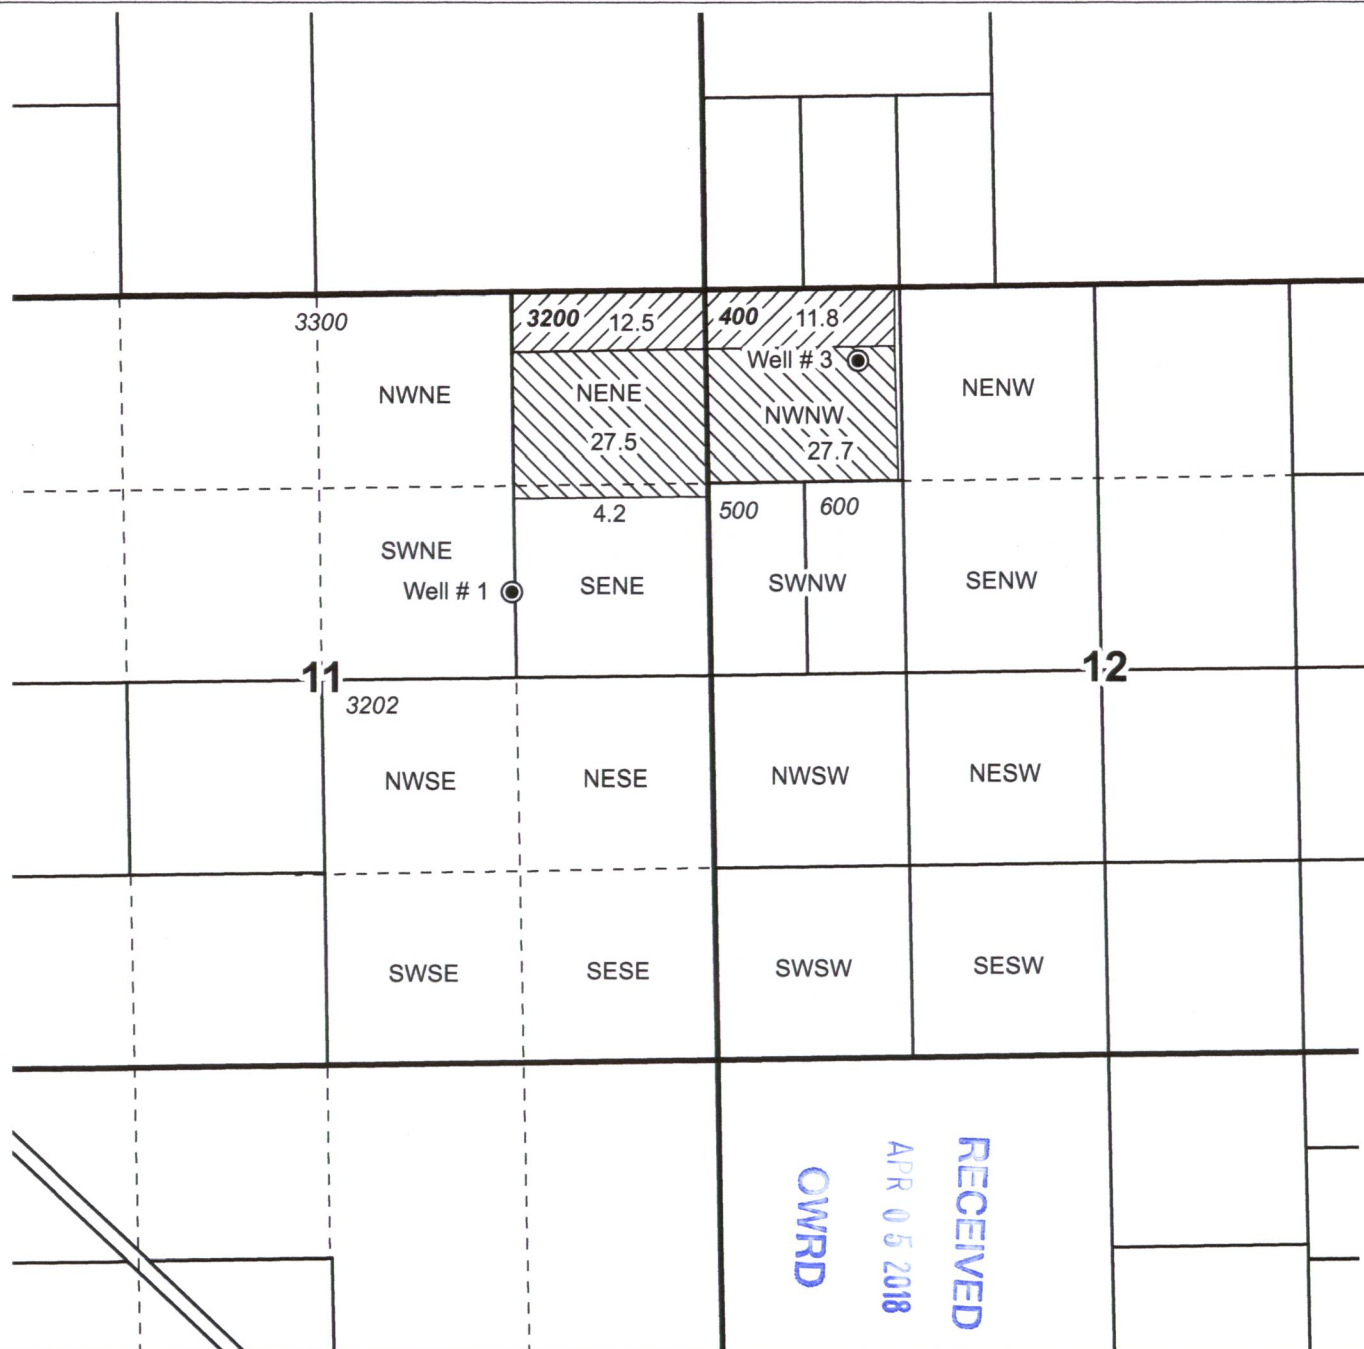 3300
3200 12.5 400 11.8
Well # 3
NWNE NENE NWNW NENW
27.5 27.7
4.2 500 600
SWNE
Well # 1 SENE SWNW SENW
11 12
3202
NWSE NESE NWSW NESW
SWSE SESE SWSW SESW
RECEIVED
APR 05 2018
OWRD